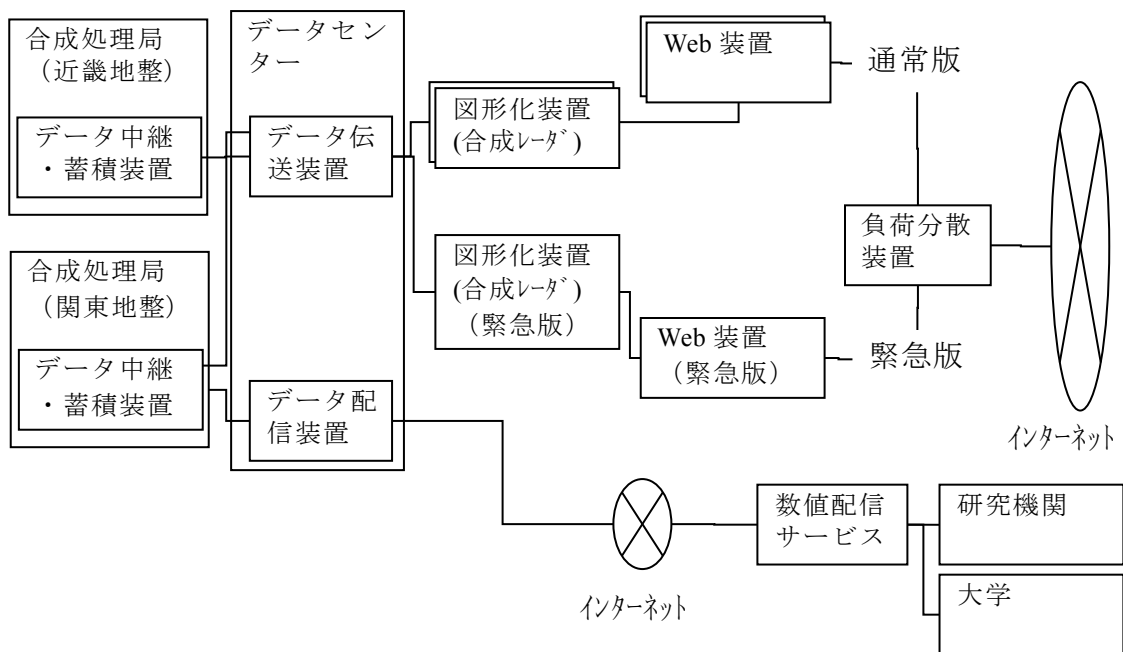 合成処理局
（近畿地整）
データ中継
・蓄積装置
合成処理局
（関東地整）
データ中継
・蓄積装置
データセン
ター
データ伝
送装置
データ配
信装置
図形化装置
(合成ﾚｰﾀﾞ)
図形化装置
(合成ﾚｰﾀﾞ)
（緊急版）
Web 装置
Web 装置
（緊急版）
通常版
負荷分散
装置
緊急版
インターネット
インターネット
数値配信
サービス
研究機関
大学